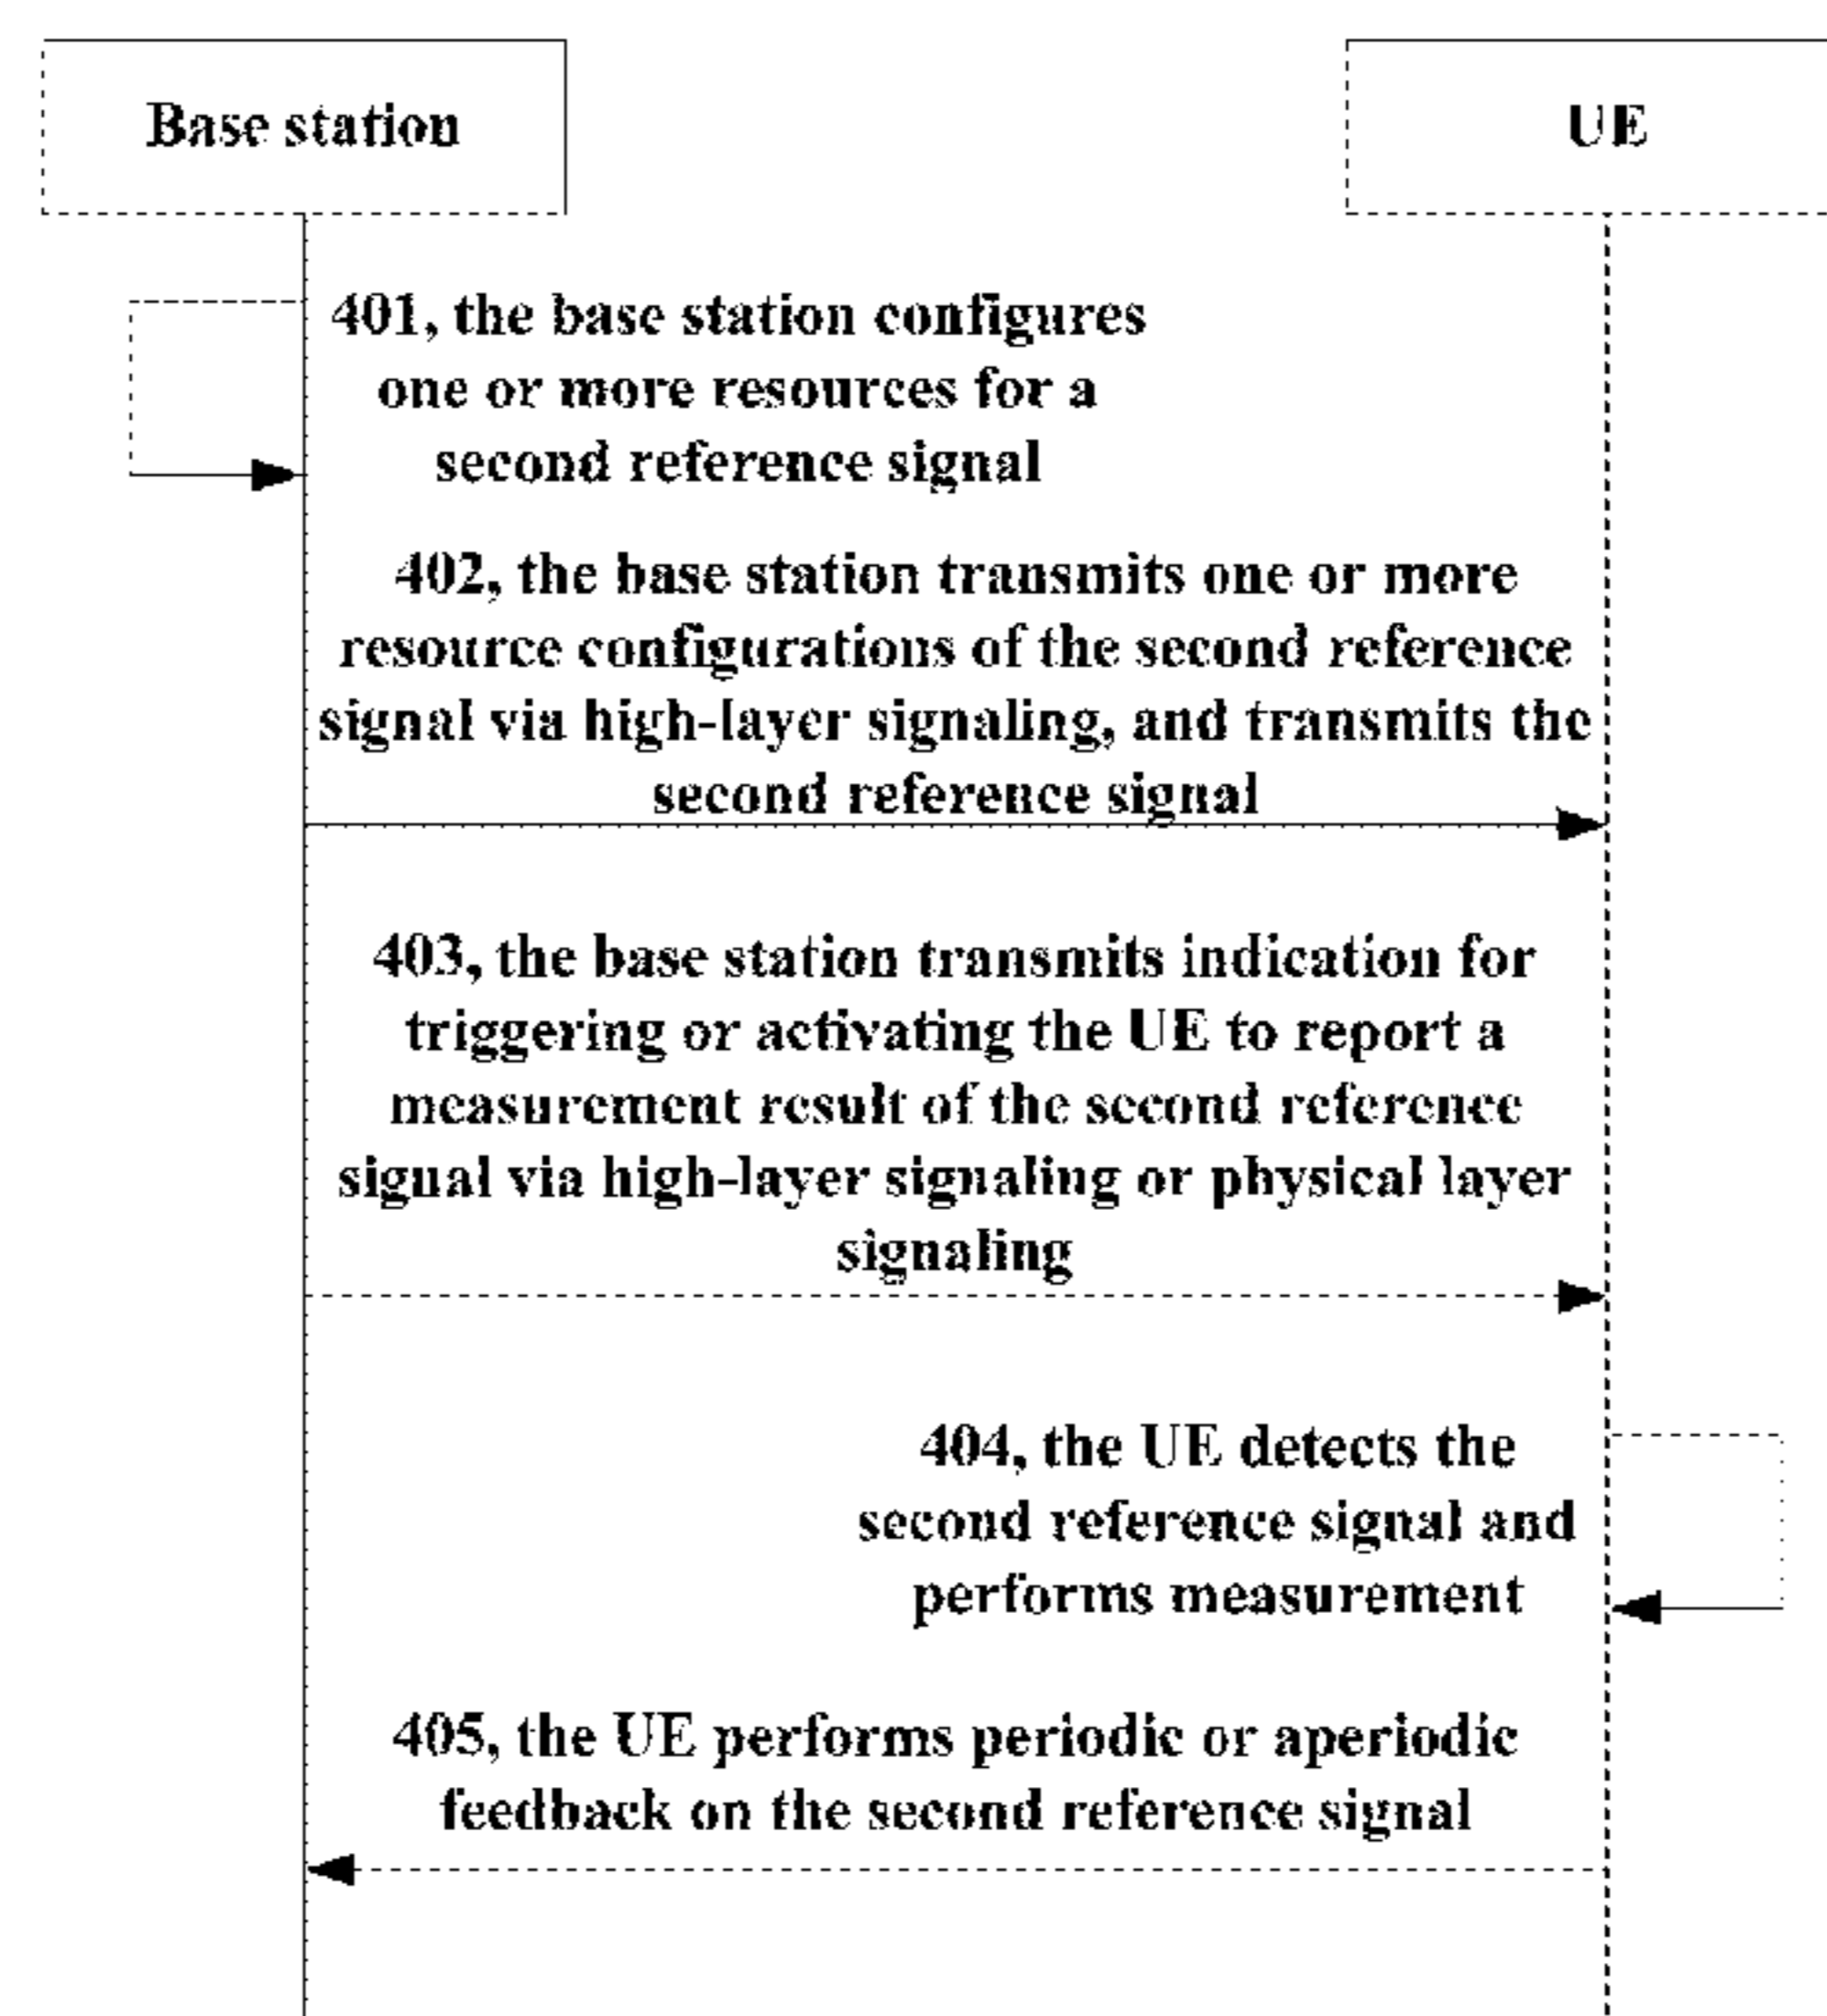 Base station
UE
401, the base station configures
one or more resources for a
second reference signal
402, the base station transmits one or more
resource configurations of the second reference
signal via high-layer signaling, and transmits the
second reference signal
403, the base station transmits indication for
triggering or activating the UE to report a
measurement result of the second reference
signal via high-layer signaling or physical layer
signaling
404, the UE detects the
second reference signal and
performs measurement
405, the UE performs periodic or aperiodic
feedback on the second reference signal